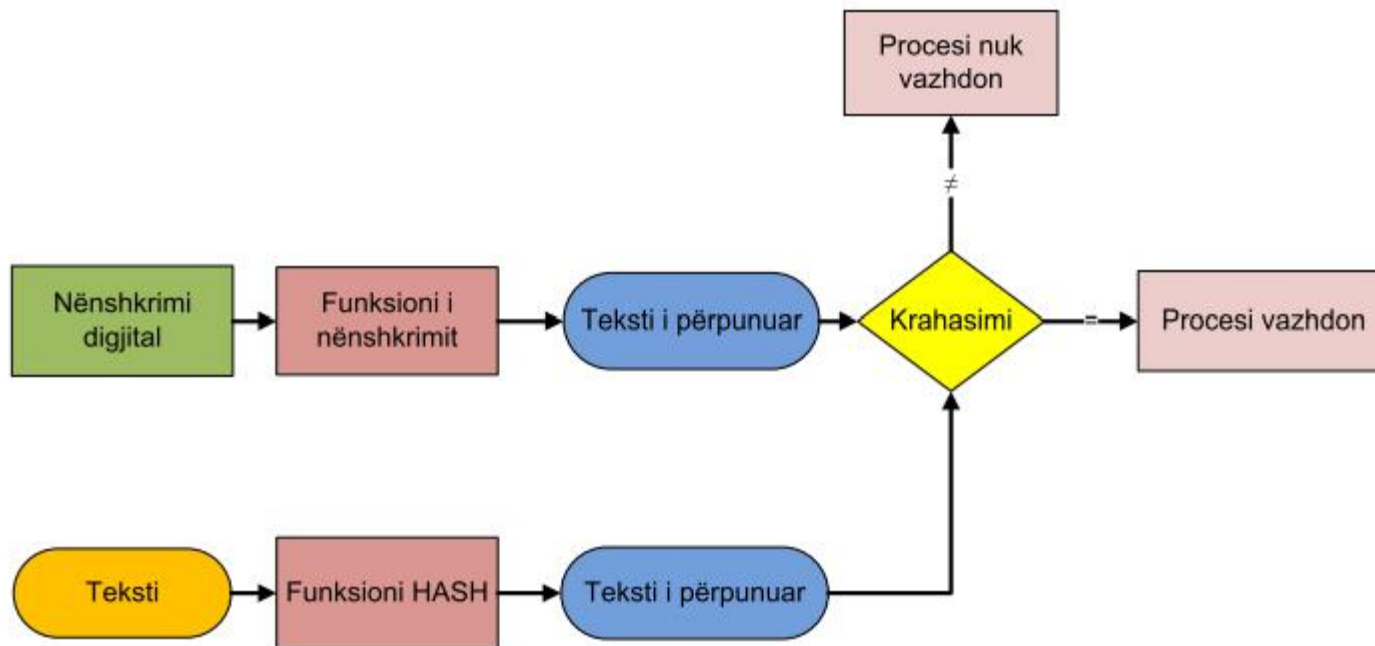 Procesi nuk
vazhdon
≠
Nënshkrimi
digjital
Funksioni i
nënshkrimit
Teksti i përpunuar
Krahasimi
=
Procesi vazhdon
Teksti
Funksioni HASH
Teksti i përpunuar